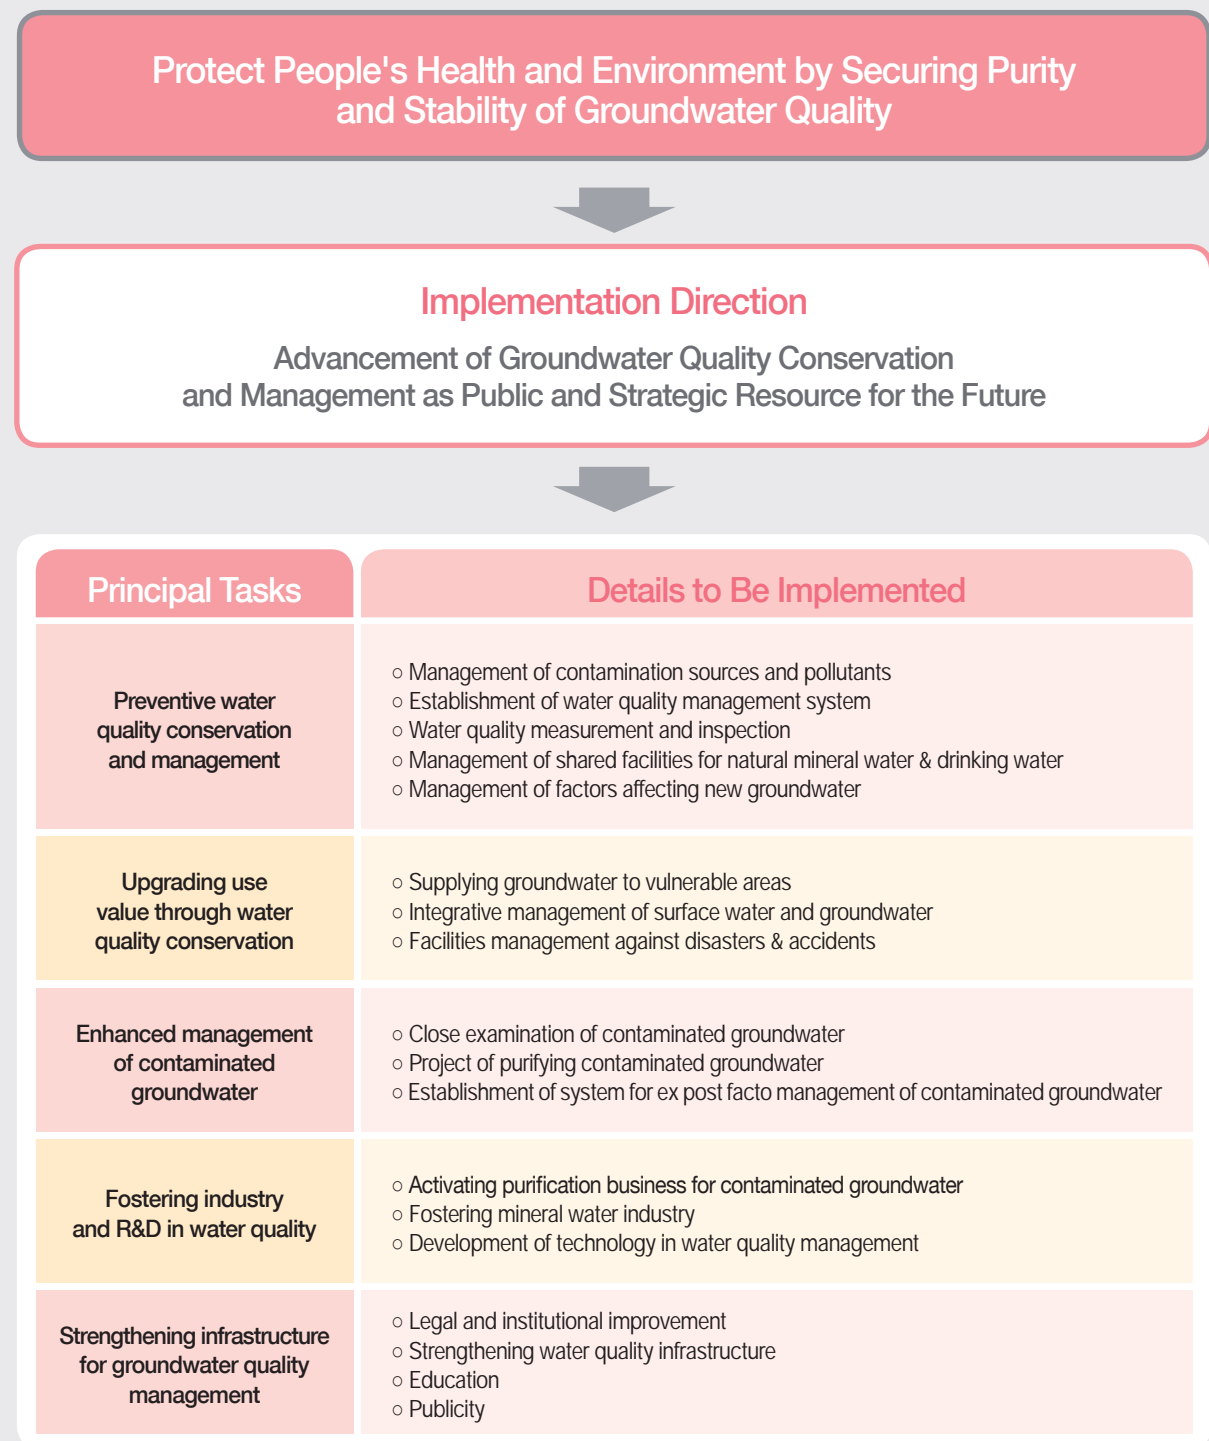 Protect People's Health and Environment by Securing Purity
and Stability of Groundwater Quality
Implementation Direction
Advancement of Groundwater Quality Conservation
and Management as Public and Strategic Resource for the Future
Principal Tasks
Details to Be Implemented
Preventive water
quality conservation
and management
○ Management of contamination sources and pollutants
○ Establishment of water quality management system
○ Water quality measurement and inspection
○ Management of shared facilities for natural mineral water & drinking water
○ Management of factors affecting new groundwater
Upgrading use
value through water
quality conservation
○ Supplying groundwater to vulnerable areas
○ Integrative management of surface water and groundwater
○ Facilities management against disasters & accidents
Enhanced management
of contaminated
groundwater
○ Close examination of contaminated groundwater
○ Project of purifying contaminated groundwater
○ Establishment of system for ex post facto management of contaminated groundwater
Fostering industry
and R&D in water quality
○ Activating purification business for contaminated groundwater
○ Fostering mineral water industry
○ Development of technology in water quality management
Strengthening infrastructure
for groundwater quality
management
○ Legal and institutional improvement
○ Strengthening water quality infrastructure
○ Education
○ Publicity